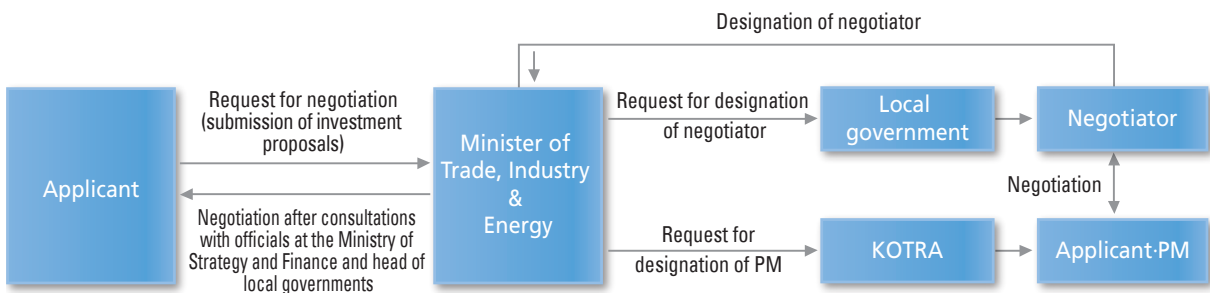 Designation of negotiator
Applicant
Request for negotiation
(submission of investment
proposals)
Negotiation after consultations
with officials at the Ministry of
Strategy and Finance and head of
local governments
Minister of
Trade, Industry
&
Energy
Request for designation
of negotiator
Local
government
Negotiator
Negotiation
Request for
designation of PM
KOTRA
Applicant·PM